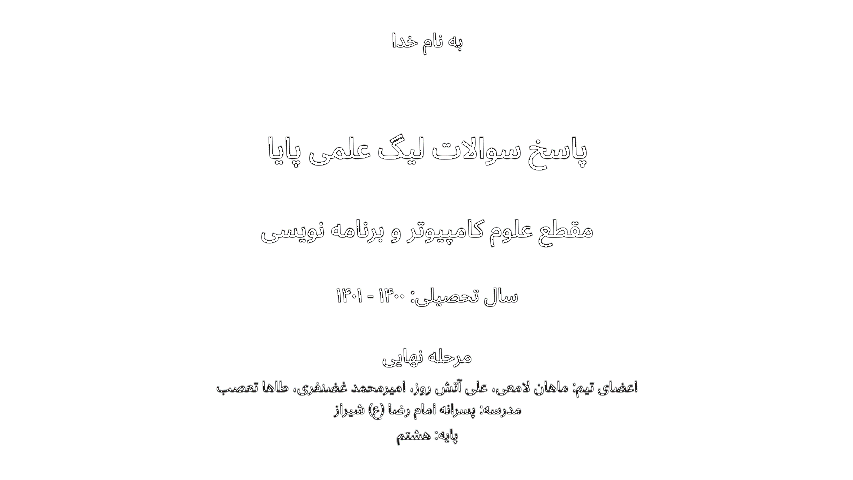 به نام خدا
پاسخ سوالات لیگ علمی پایا
مقطع علوم کامپیوتر و برنامه نویسی
سال تحصیلی: ۱۴۰۰ - ۱۴۰۱
مرحله نهایی
اعضای تیم: ماهان لامعی، علی آتش روز، امیرمحمد غضنفری، طاها تعصب
مدرسه: پسرانه امام رضا (ع) شیراز
پایه: هشتم